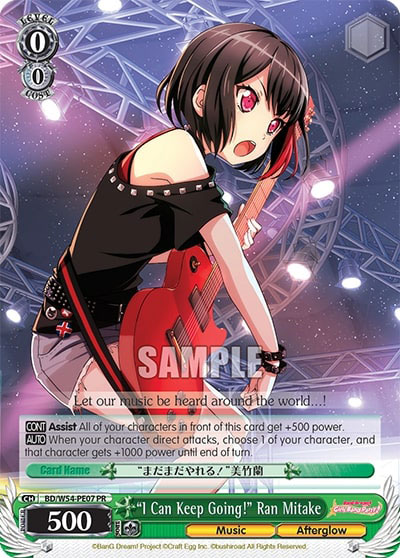 LEVEL
0
0
COST
SAMPLE
Let our music be heard around the world...!
CONT Assist All of your characters in front of this card get +500 power.
AUTO When your character direct attacks, choose 1 of your character, and
that character gets +1000 power until end of turn.
Card Name
“まだまだやれる！”美竹蘭
CH BD/W54-PE07 PR
500
“I Can Keep Going!” Ran Mitake
Music
Afterglow
©BanG Dream! Project ©Craft Egg Inc. ©bushiroad All Rights Reserved.